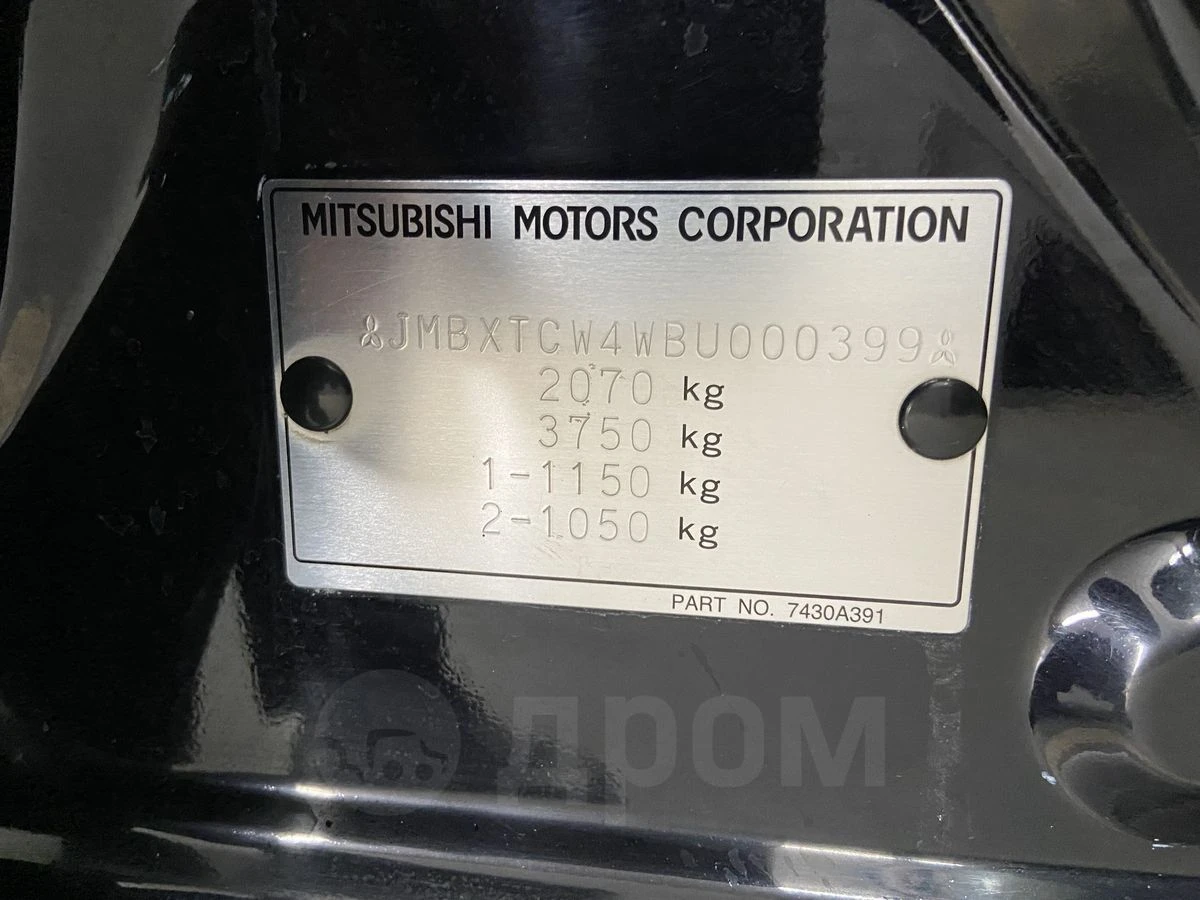 MITSUBISHI MOTORS CORPORATION
JMBXTCW4WBU000399
2070 kg
3750 kg
1-1150 kg
2-1050 kg
PART NO. 7430A391
дром